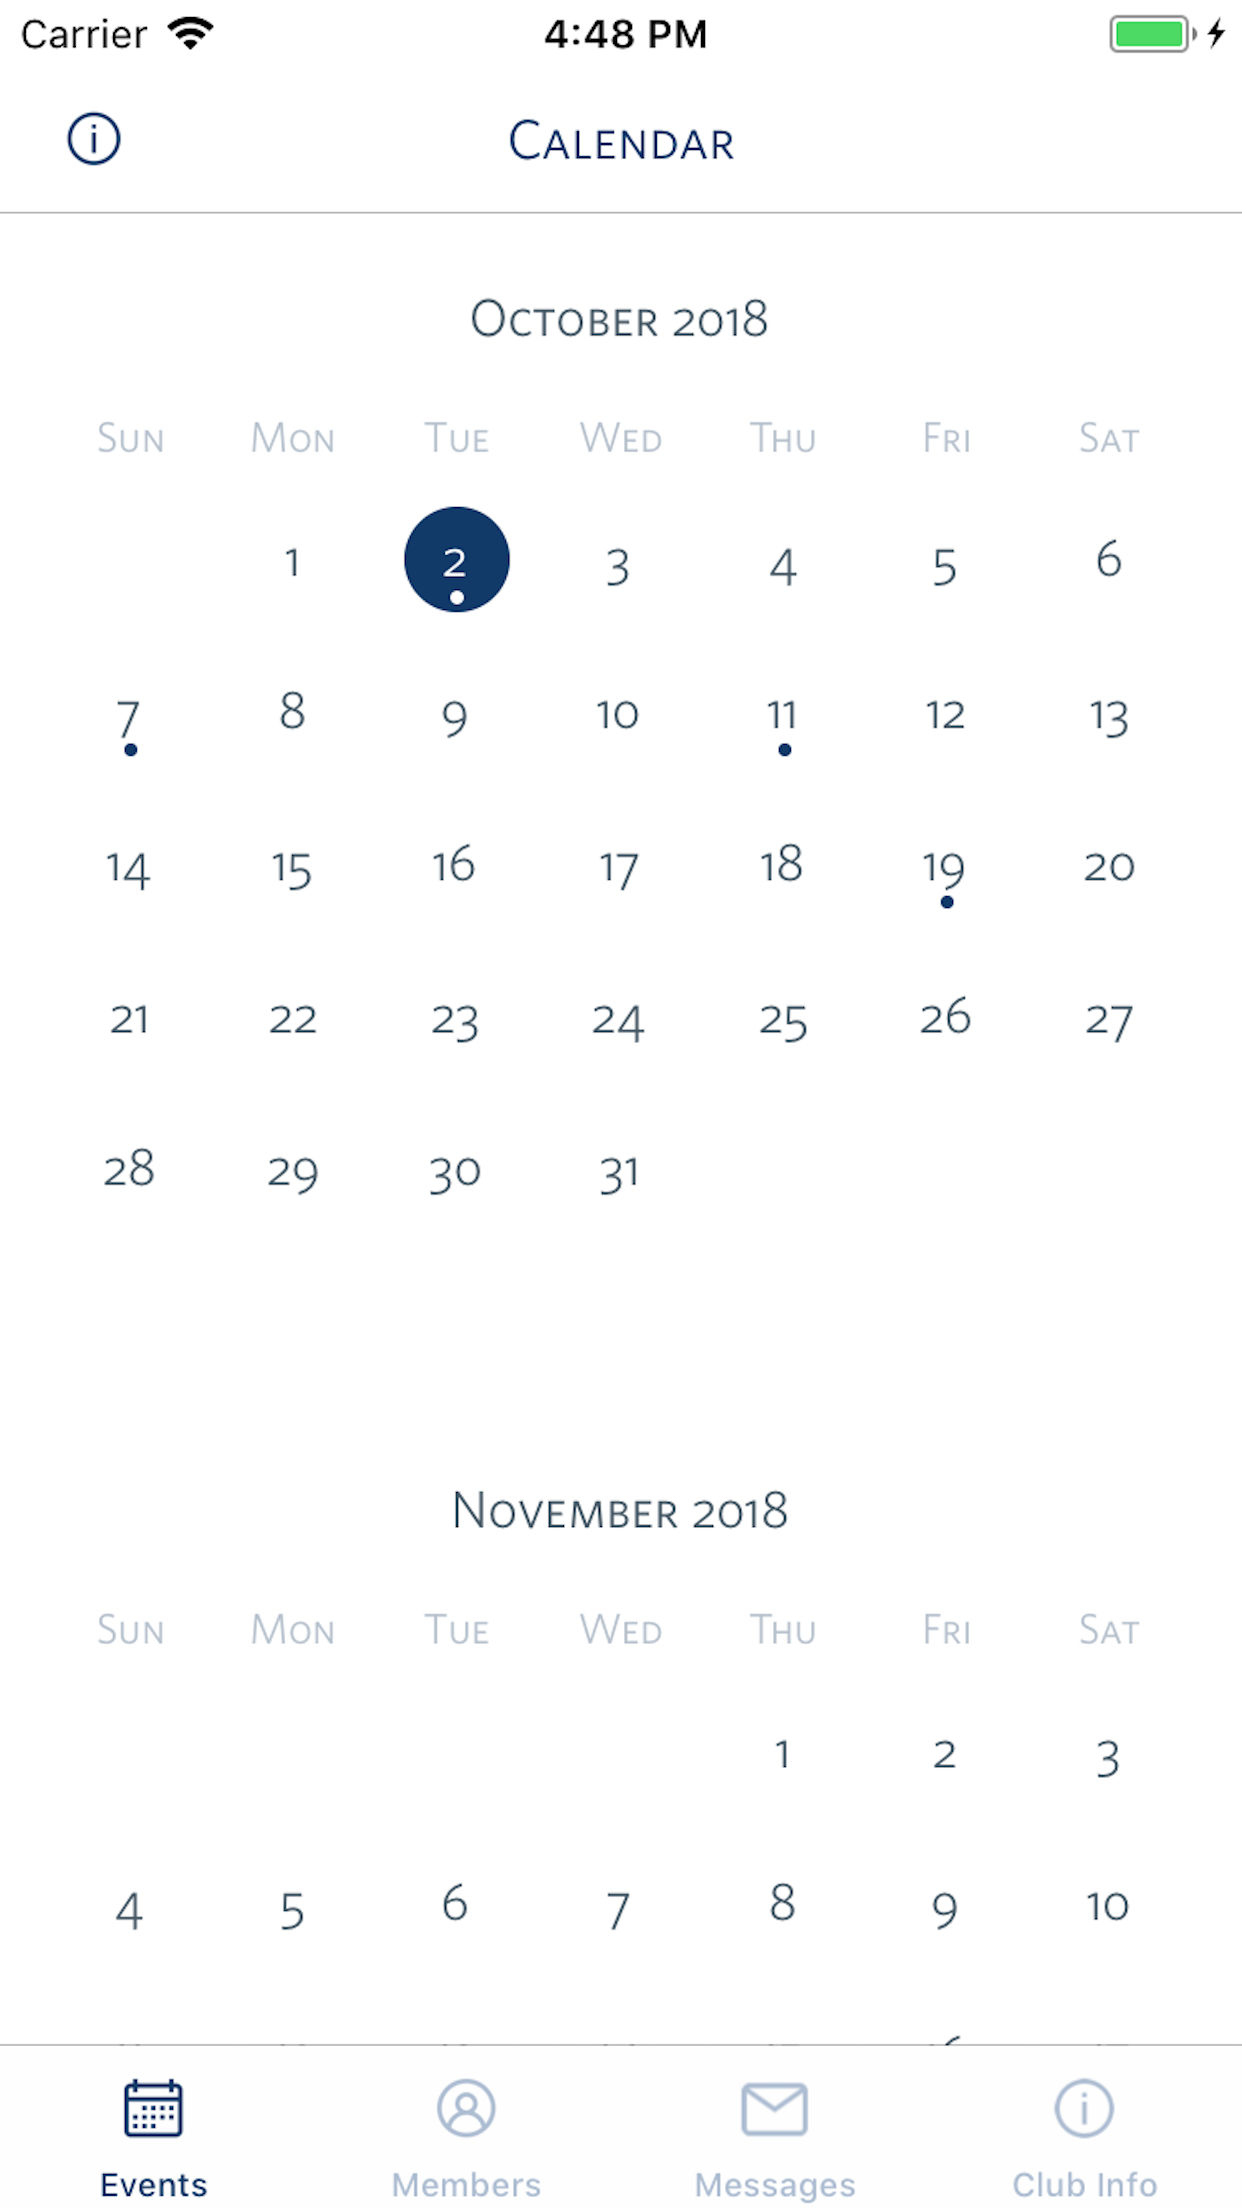 Carrier 4:48 PM
Calendar
October 2018
Sun Mon Tue Wed Thu Fri Sat
1 2 3 4 5 6
7 8 9 10 11 12 13
14 15 16 17 18 19 20
21 22 23 24 25 26 27
28 29 30 31
November 2018
Sun Mon Tue Wed Thu Fri Sat
1 2 3
4 5 6 7 8 9 10
Events Members Messages Club Info